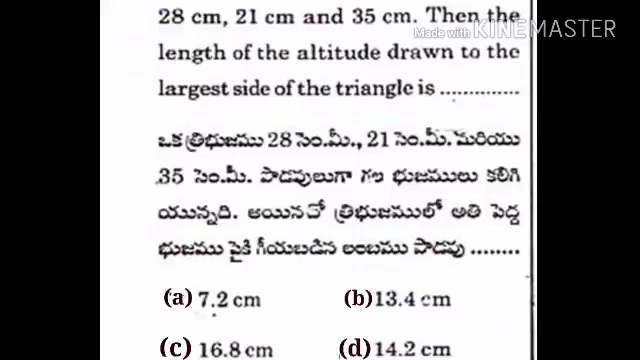 28 cm, 21 cm and 35 cm. Then the
Made with KINEMASTER
length of the altitude drawn to the
largest side of the triangle is ..............
ఒక త్రిభుజము 28 సెం.మీ., 21 సెం.మీ. మరియు
35 సెం.మీ. పొడవులుగా గల భుజములు కలిగి
యున్నది. అయినచో త్రిభుజములో అతి పెద్ద
భుజము పైకి గీయబడిన లంబము పొడవు ........
(a) 7.2 cm (b) 13.4 cm
(c) 16.8 cm (d) 14.2 cm